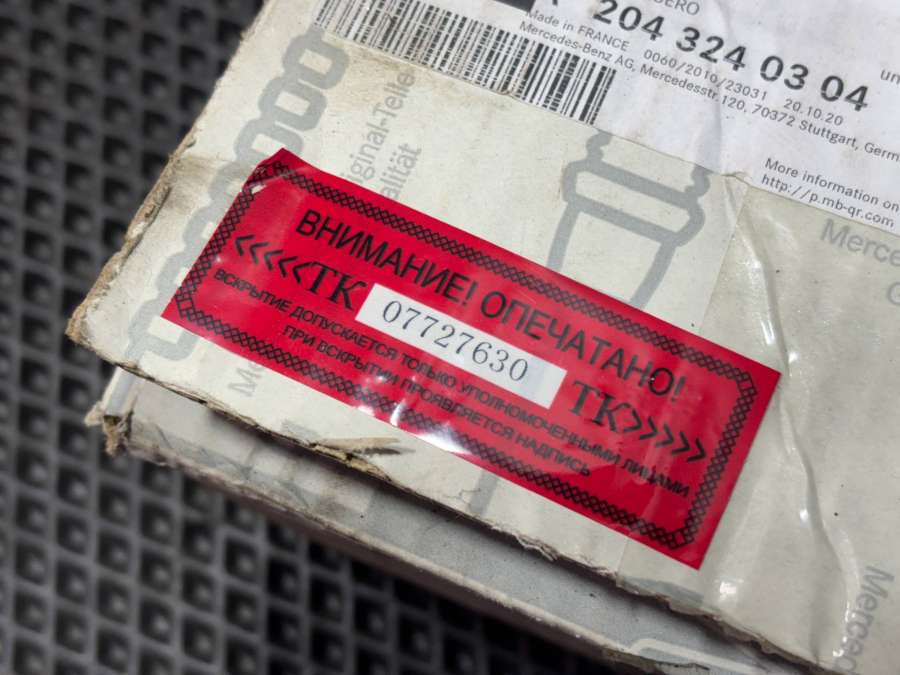 204 324 03 04
Made in FRANCE 0060/2010/23031 20.10.20
Mercedes-Benz AG, Mercedesstr.120, 70372 Stuttgart, Germ
More information on
http://p.mb-qr.com
ВНИМАНИЕ! ОПЕЧАТАНО!
<<<<<ТК 07727630 ТК>>>>>
ВСКРЫТИЕ ДОПУСКАЕТСЯ ТОЛЬКО УПОЛНОМОЧЕННЫМИ ЛИЦАМИ
ПРИ ВСКРЫТИИ ПРОЯВЛЯЕТСЯ НАДПИСЬ